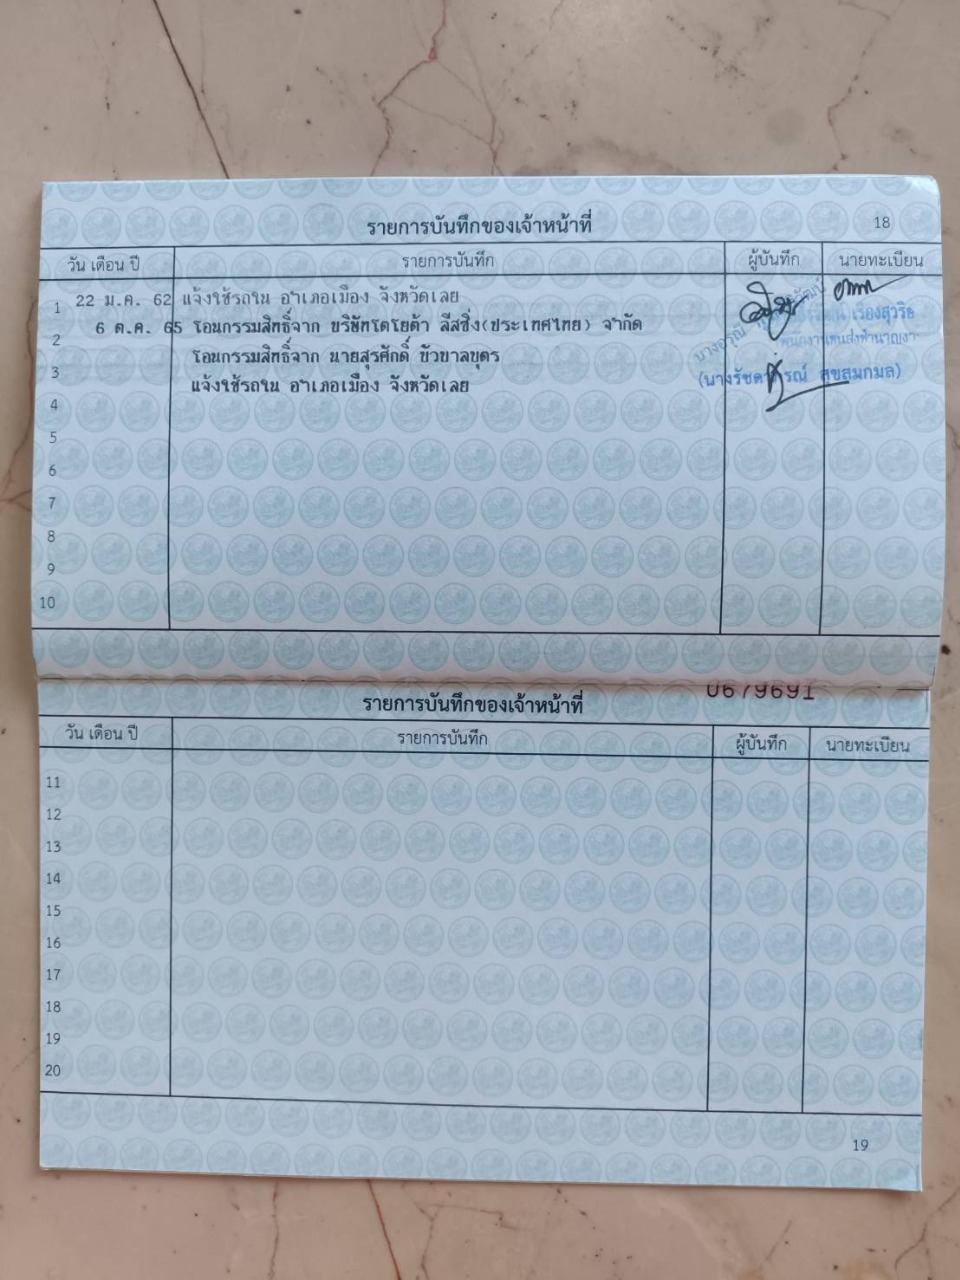 18
รายการบันทึกของเจ้าหน้าที่
วัน เดือน ปี รายการบันทึก ผู้บันทึก นายทะเบียน
1 22 ม.ค. 62 แจ้งใช้รถใน อำเภอเมือง จังหวัดเลย
2 6 ต.ค. 65 โอนกรรมสิทธิ์จาก บริษัทโตโยต้า ลีสซิ่ง(ประเทศไทย) จำกัด
3 โอนกรรมสิทธิ์จาก นายสุรศักดิ์ บัวบาลบุตร
แจ้งใช้รถใน อำเภอเมือง จังหวัดเลย
สุขสมกมล)
4
5
6
7
8
9
10
0679691
รายการบันทึกของเจ้าหน้าที่
วัน เดือน ปี รายการบันทึก ผู้บันทึก นายทะเบียน
11
12
13
14
15
16
17
18
19
20
19